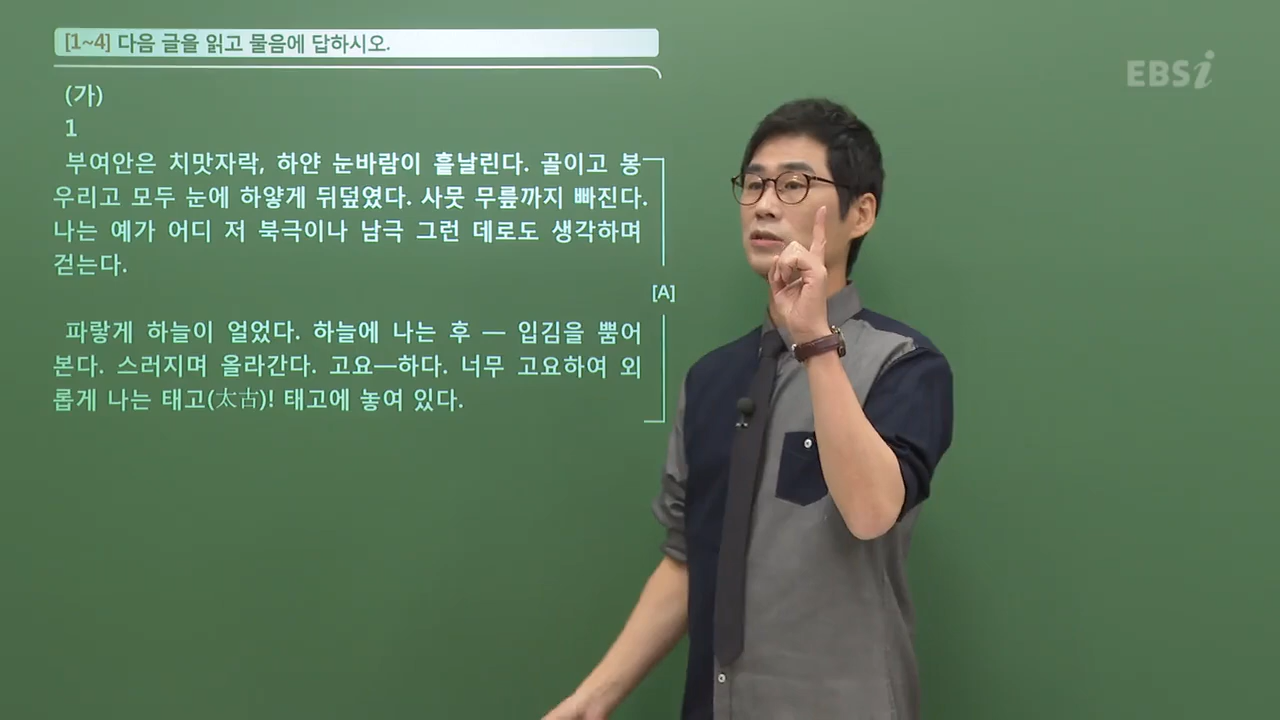 [1~4] 다음 글을 읽고 물음에 답하시오.
EBSi
(가)
1
부여안은 치맛자락, 하얀 눈바람이 흩날린다. 골이고 봉
우리고 모두 눈에 하얗게 뒤덮였다. 사뭇 무릎까지 빠진다.
나는 예가 어디 저 북극이나 남극 그런 데로도 생각하며
걷는다.
[A]
파랗게 하늘이 얼었다. 하늘에 나는 후 — 입김을 뿜어
본다. 스러지며 올라간다. 고요—하다. 너무 고요하여 외
롭게 나는 태고(太古)! 태고에 놓여 있다.